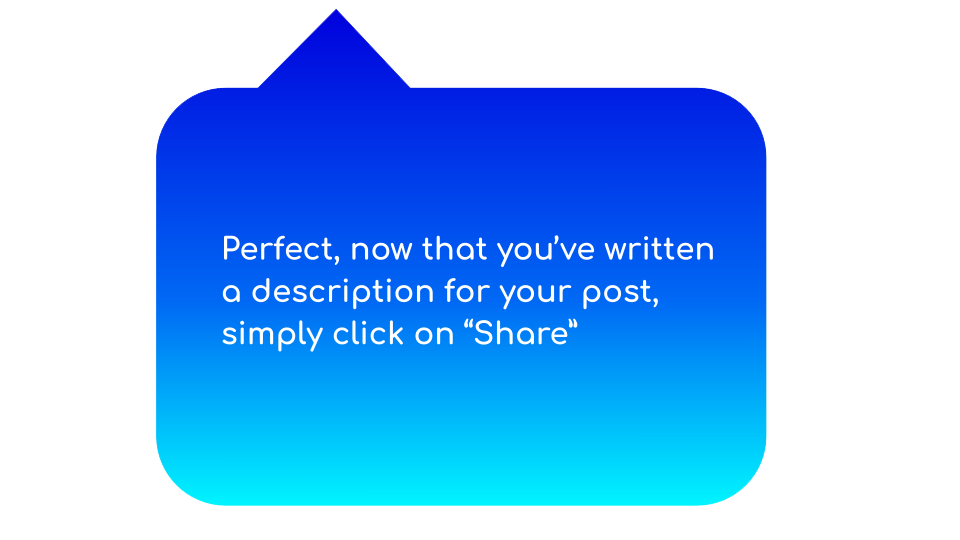 Perfect, now that you’ve written
a description for your post,
simply click on “Share”